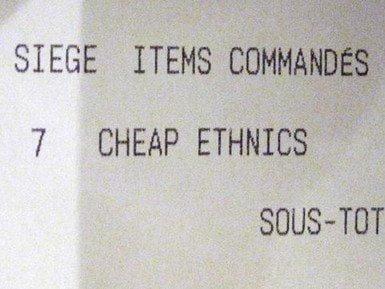 SIEGE ITEMS COMMANDÉS
7 CHEAP ETHNICS
SOUS-TOT